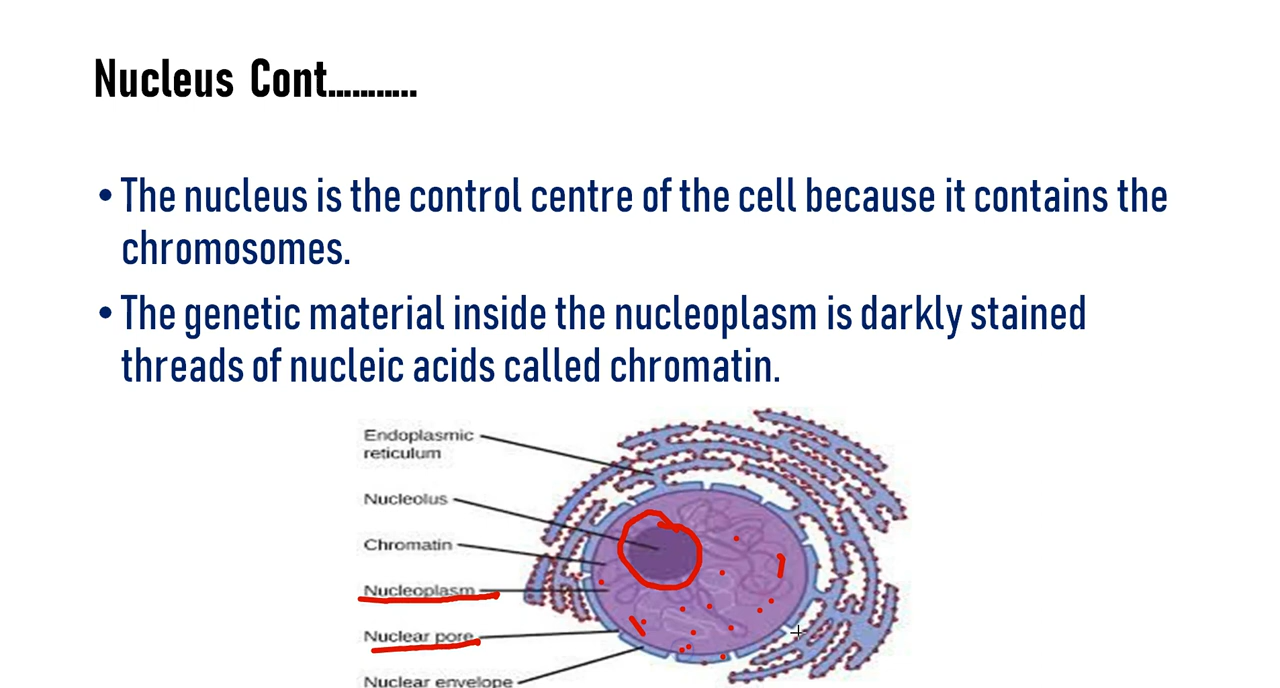 Nucleus Cont...........
•The nucleus is the control centre of the cell because it contains the
chromosomes.
•The genetic material inside the nucleoplasm is darkly stained
threads of nucleic acids called chromatin.
Endoplasmic
reticulum
Nucleolus
Chromatin
Nucleoplasm
Nuclear pore
Nuclear envelope